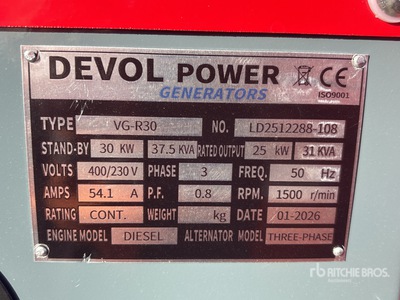 DEVOL POWER CE
GENERATORS ISO9001
TYPE VG-R30 NO. LD2512288-108
STAND-BY 30 KW 37.5 KVA RATED OUTPUT 25 kW 31 KVA
VOLTS 400/230 V PHASE 3 FREQ. 50 Hz
AMPS 54.1 A P.F. 0.8 RPM. 1500 r/min
RATING CONT. WEIGHT kg DATE 01-2026
ENGINE MODEL DIESEL ALTERNATOR MODEL THREE-PHASE
rb RITCHIE BROS.